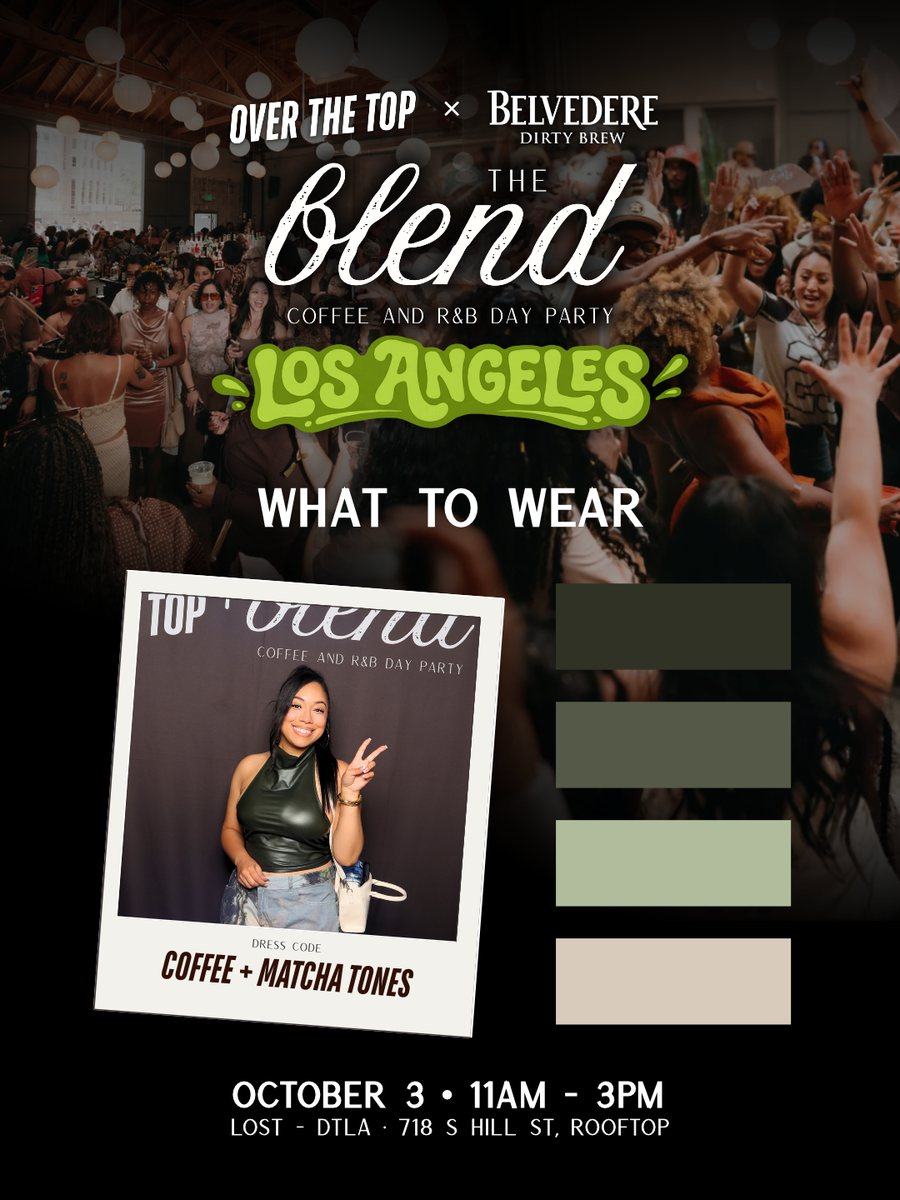 OVER THE TOP × BELVEDERE
DIRTY BREW
THE
blend
COFFEE AND R&B DAY PARTY
LOS ANGELES
WHAT TO WEAR
TOP
blend
COFFEE AND R&B DAY PARTY
DRESS CODE
COFFEE + MATCHA TONES
OCTOBER 3 • 11AM - 3PM
LOST - DTLA · 718 S HILL ST, ROOFTOP